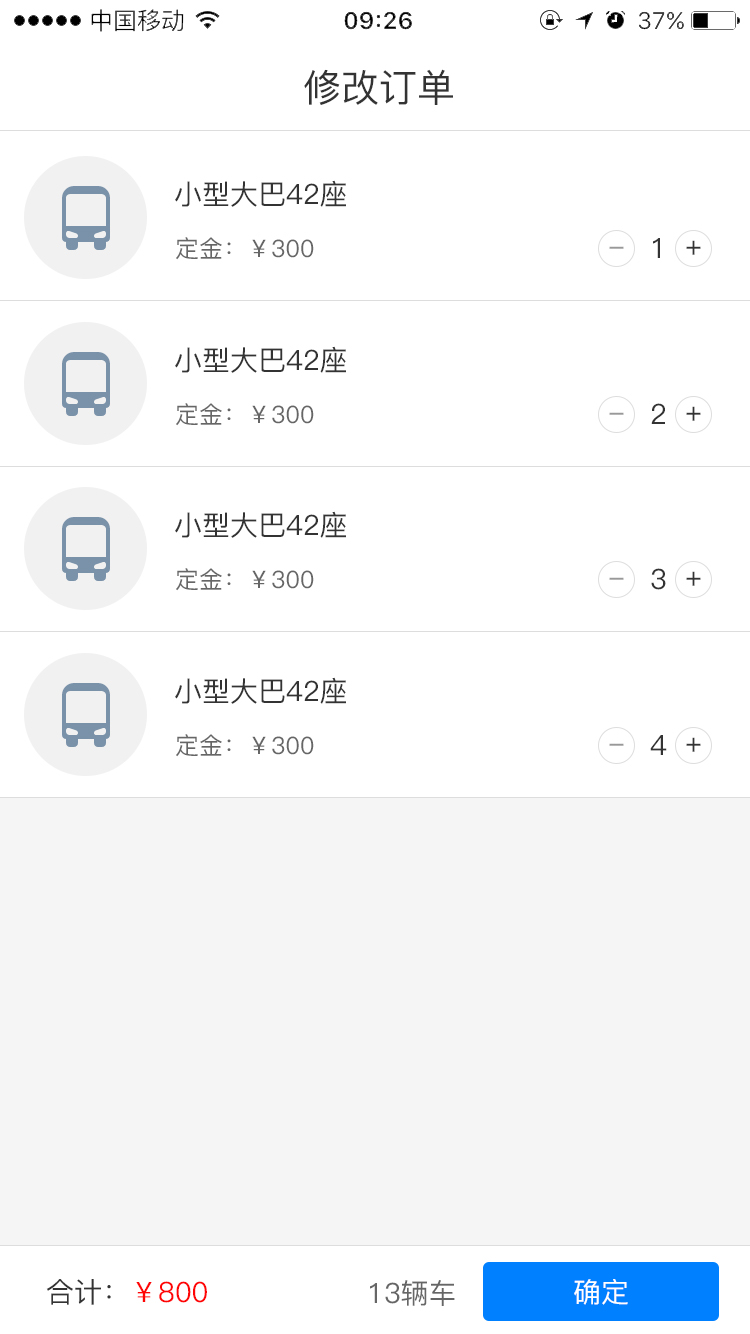 中国移动 09:26 37%
修改订单
小型大巴42座
定金：￥300 1
小型大巴42座
定金：￥300 2
小型大巴42座
定金：￥300 3
小型大巴42座
定金：￥300 4
合计：￥800 13辆车 确定